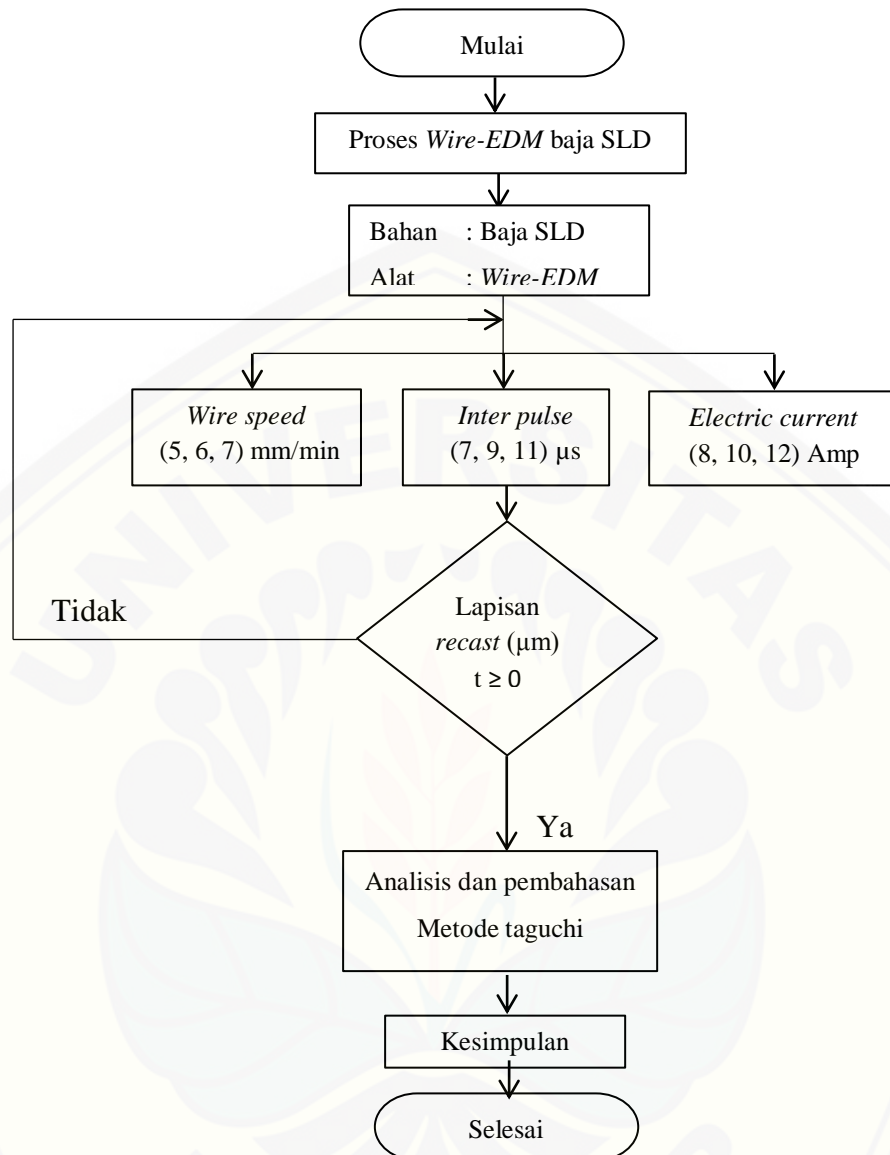 Mulai
Proses Wire-EDM baja SLD
Bahan : Baja SLD
Alat : Wire-EDM
Wire speed
(5, 6, 7) mm/min
Inter pulse
(7, 9, 11) µs
Electric current
(8, 10, 12) Amp
Tidak
Lapisan
recast (µm)
t ≥ 0
Ya
Analisis dan pembahasan
Metode taguchi
Kesimpulan
Selesai
UNIVERSITAS